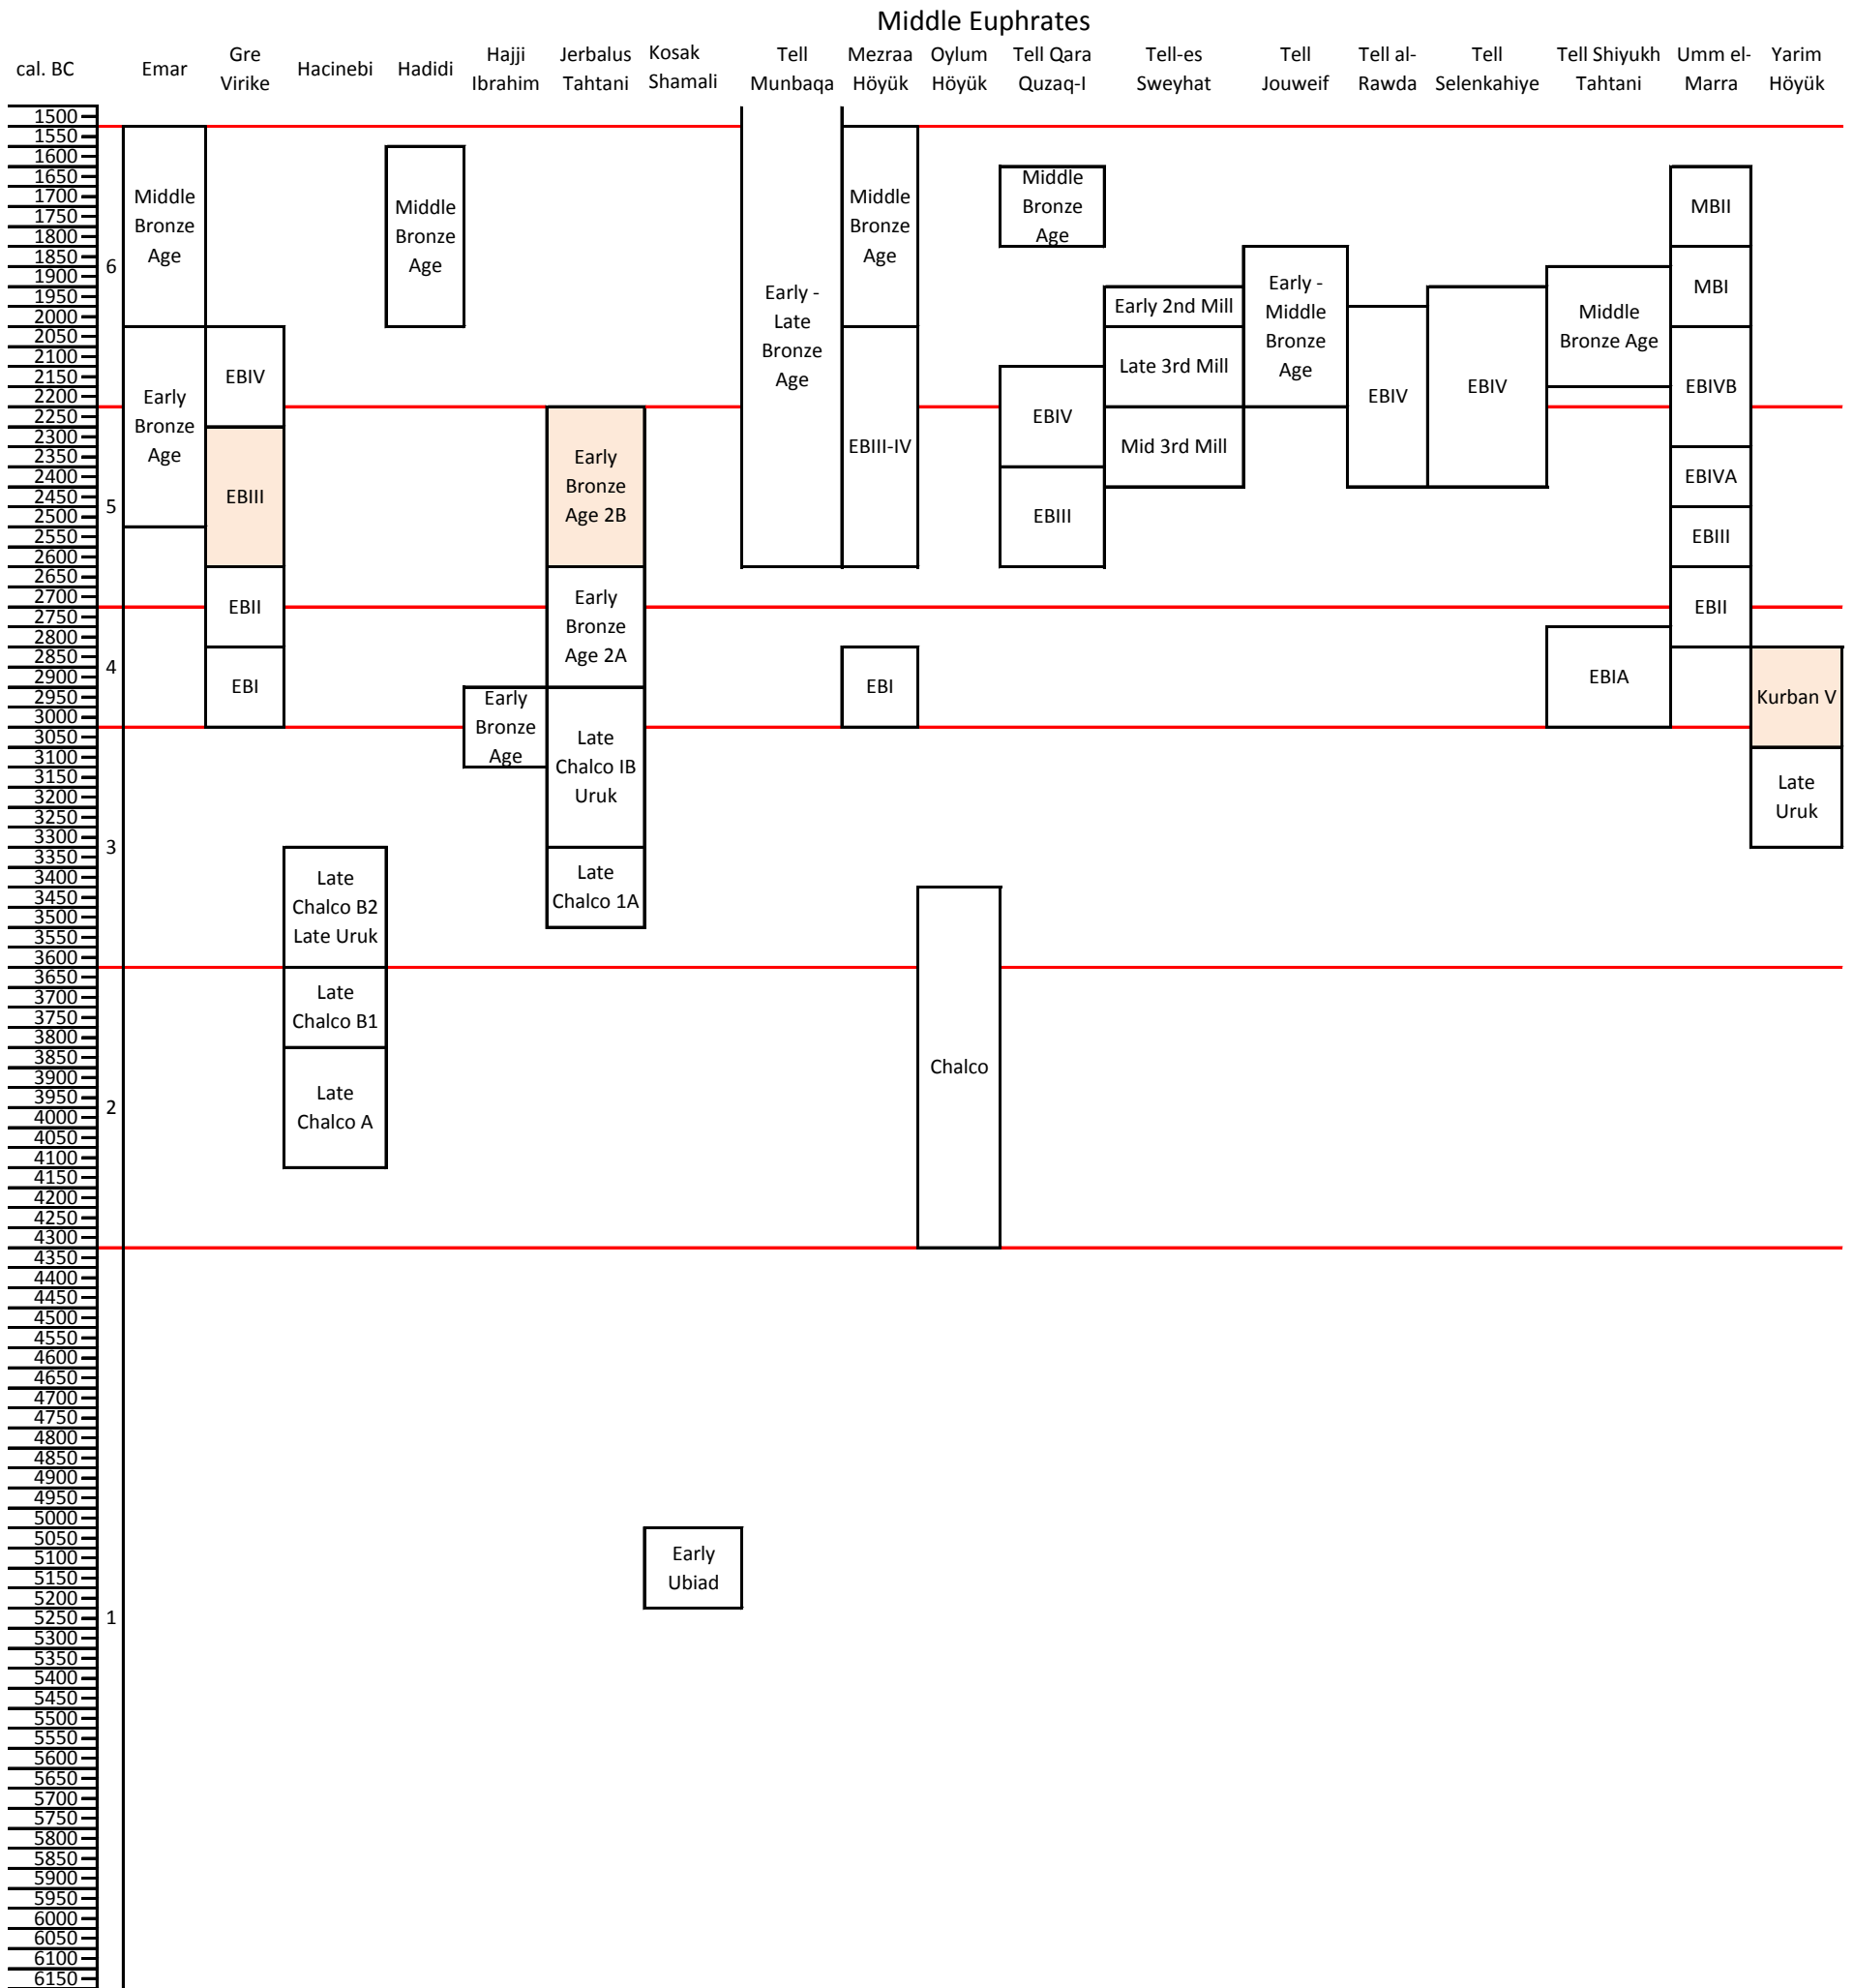 Middle Euphrates
cal. BC
Emar
Gre
Virike
Hacinebi
Hadidi
Hajji
Ibrahim
Jerbalus
Tahtani
Kosak
Shamali
Tell
Munbaqa
Mezraa
Höyük
Oylum
Höyük
Tell Qara
Quzaq-I
Tell-es
Sweyhat
Tell
Jouweif
Tell al-
Rawda
Tell
Selenkahiye
Tell Shiyukh
Tahtani
Umm el-
Marra
Yarim
Höyük
1500
1550
1600
1650
1700
1750
1800
1850
1900
1950
2000
2050
2100
2150
2200
2250
2300
2350
2400
2450
2500
2550
2600
2650
2700
2750
2800
2850
2900
2950
3000
3050
3100
3150
3200
3250
3300
3350
3400
3450
3500
3550
3600
3650
3700
3750
3800
3850
3900
3950
4000
4050
4100
4150
4200
4250
4300
4350
4400
4450
4500
4550
4600
4650
4700
4750
4800
4850
4900
4950
5000
5050
5100
5150
5200
5250
5300
5350
5400
5450
5500
5550
5600
5650
5700
5750
5800
5850
5900
5950
6000
6050
6100
6150
6
5
4
3
2
1
Middle
Bronze
Age
Early
Bronze
Age
EBIV
EBIII
EBII
EBI
Late
Chalco B2
Late Uruk
Late
Chalco B1
Late
Chalco A
Middle
Bronze
Age
Early
Bronze
Age
Early
Bronze
Age 2B
Early
Bronze
Age 2A
Late
Chalco IB
Uruk
Late
Chalco 1A
Early
Ubiad
Early -
Late
Bronze
Age
Middle
Bronze
Age
EBIII-IV
EBI
Chalco
Middle
Bronze
Age
EBIV
EBIII
Early 2nd Mill
Late 3rd Mill
Mid 3rd Mill
Early -
Middle
Bronze
Age
EBIV
EBIV
Middle
Bronze Age
EBIA
MBII
MBI
EBIVB
EBIVA
EBIII
EBII
Kurban V
Late
Uruk